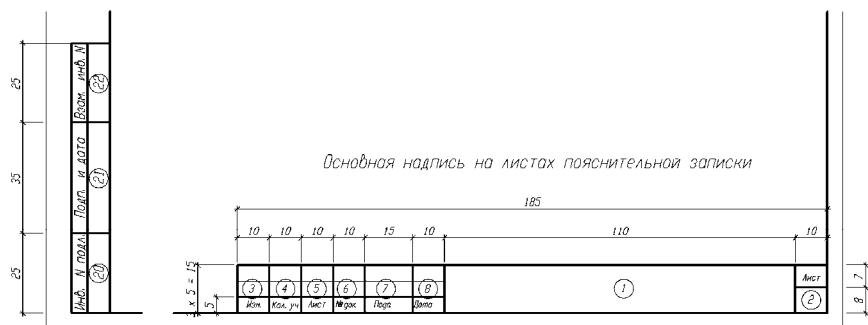 Основная надпись на листах пояснительной записки
185
10 10 10 10 15 10 110 10
3 4 5 6 7 8 1 Лист 2
Изм. Кол. уч Лист №док. Подп. Дата
3 x 5 = 15
5
7
8
25
35
25
Взам. инв. N 22
Подп. и дата 21
Инв. N подл. 20